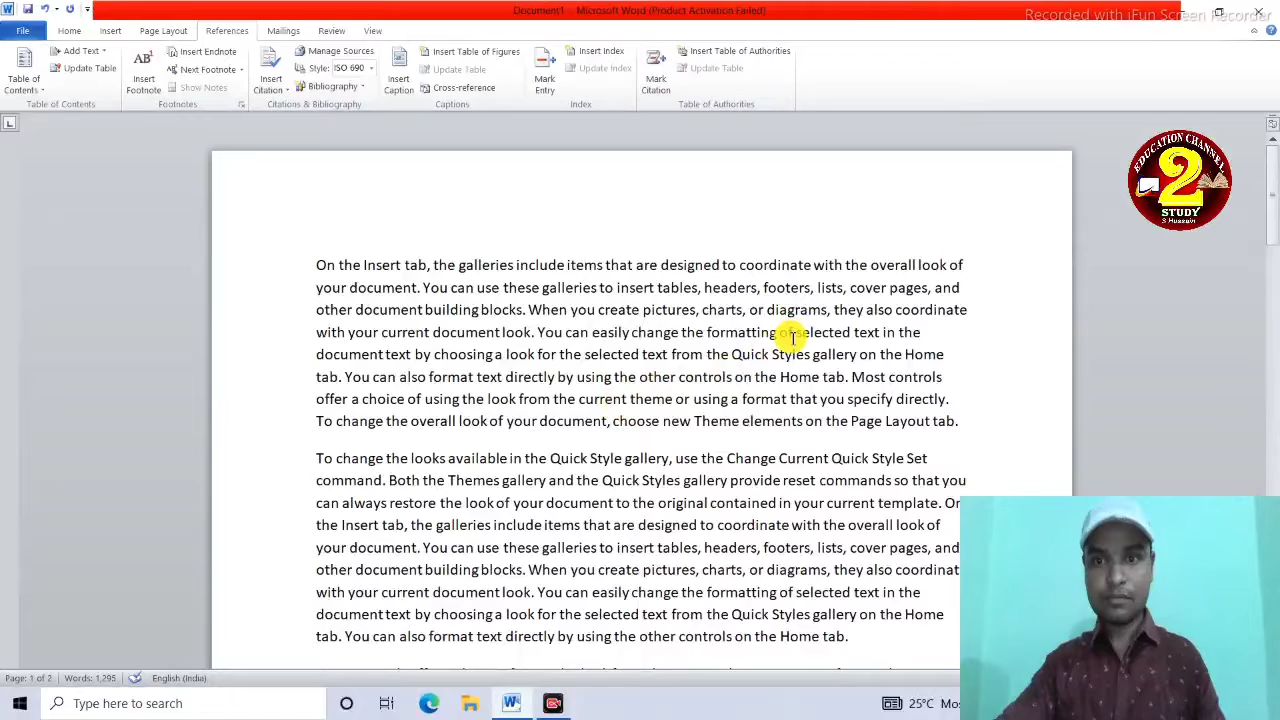 Document1 - Microsoft Word (Product Activation Failed)
Recorded with iFun Screen Recorder
File Home Insert Page Layout References Mailings Review View
Table of Contents
Add Text
Update Table
Table of Contents
AB1
Insert Footnote
Insert Endnote
Next Footnote
Show Notes
Footnotes
Insert Citation
Manage Sources
Style: ISO 690
Bibliography
Citations & Bibliography
Insert Caption
Insert Table of Figures
Update Table
Cross-reference
Captions
Mark Entry
Insert Index
Update Index
Index
Mark Citation
Insert Table of Authorities
Update Table
Table of Authorities
EDUCATION CHANNEL
2
STUDY
S Hussain
On the Insert tab, the galleries include items that are designed to coordinate with the overall look of
your document. You can use these galleries to insert tables, headers, footers, lists, cover pages, and
other document building blocks. When you create pictures, charts, or diagrams, they also coordinate
with your current document look. You can easily change the formatting of selected text in the
document text by choosing a look for the selected text from the Quick Styles gallery on the Home
tab. You can also format text directly by using the other controls on the Home tab. Most controls
offer a choice of using the look from the current theme or using a format that you specify directly.
To change the overall look of your document, choose new Theme elements on the Page Layout tab.
To change the looks available in the Quick Style gallery, use the Change Current Quick Style Set
command. Both the Themes gallery and the Quick Styles gallery provide reset commands so that you
can always restore the look of your document to the original contained in your current template. On
the Insert tab, the galleries include items that are designed to coordinate with the overall look of
your document. You can use these galleries to insert tables, headers, footers, lists, cover pages, and
other document building blocks. When you create pictures, charts, or diagrams, they also coordinat
with your current document look. You can easily change the formatting of selected text in the
document text by choosing a look for the selected text from the Quick Styles gallery on the Home
tab. You can also format text directly by using the other controls on the Home tab.
Page: 1 of 2 Words: 1,295 English (India)
Type here to search
25°C